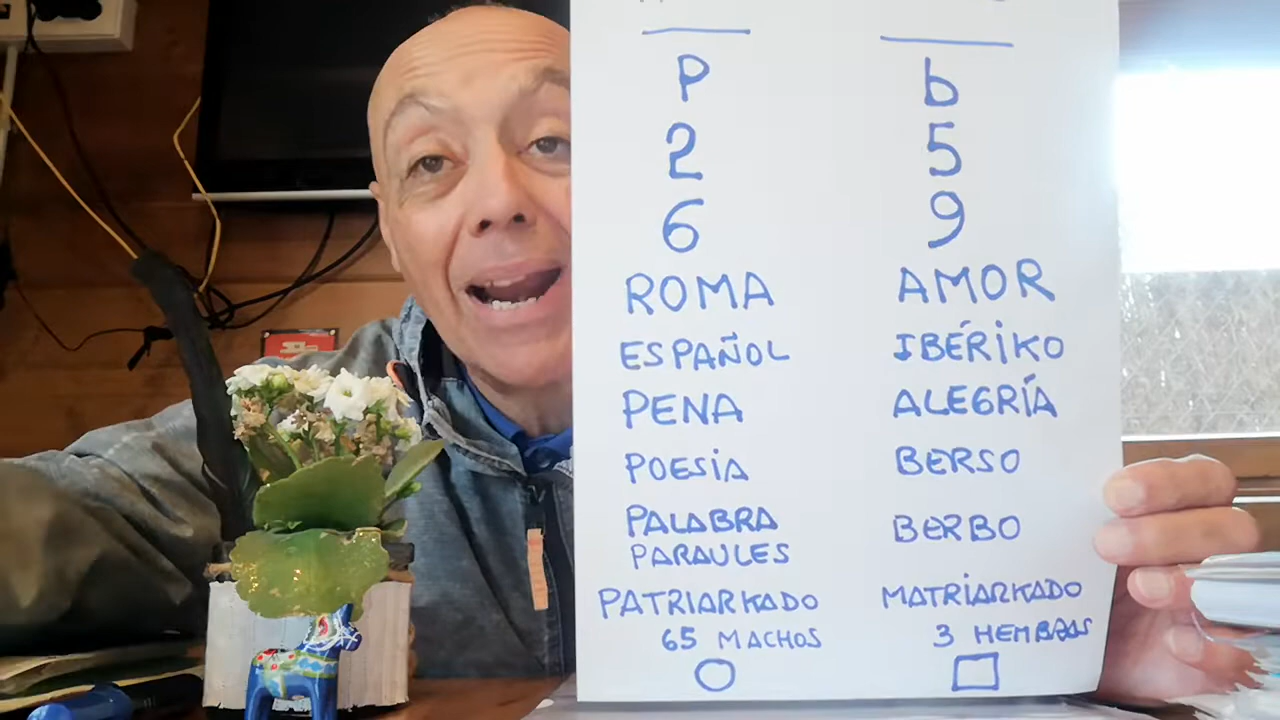 P b
2 5
6 9
ROMA AMOR
ESPAÑOL IBÉRiKO
PENA ALEGRÍA
POESiA BERSO
PALABRA BERBO
PARAULES
PATRiARKADO MATRiARKADO
65 MACHOS 3 HEMBRAS